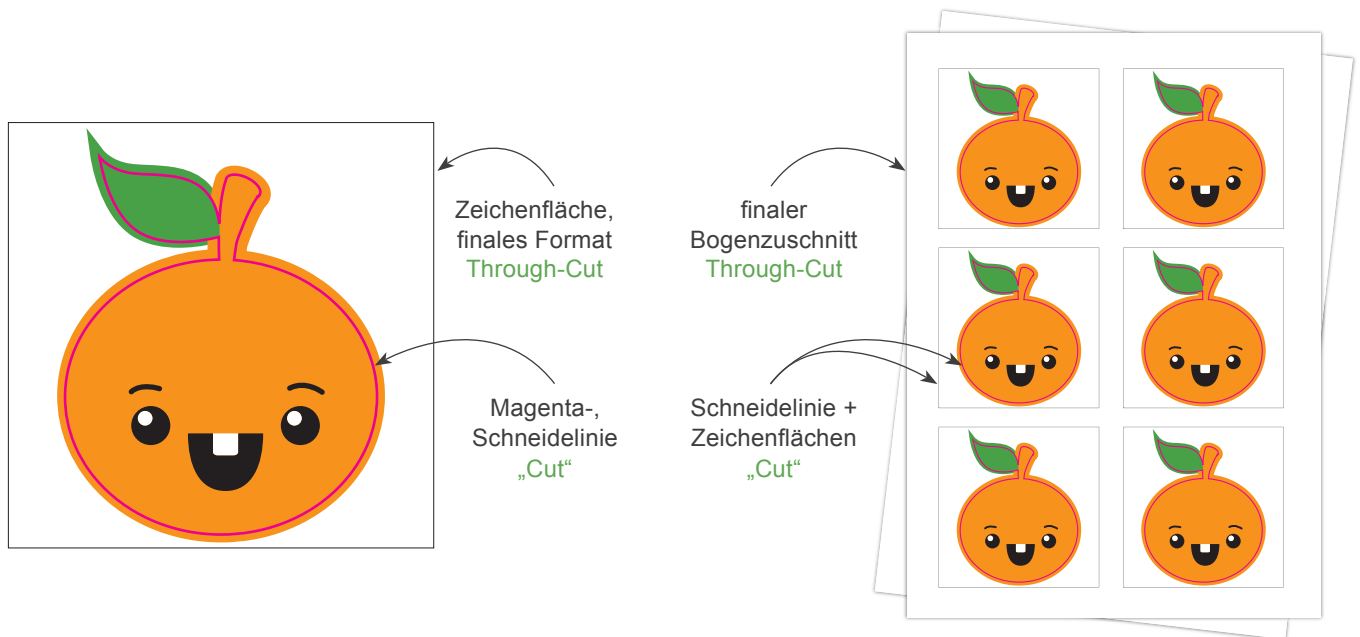 Zeichenfläche,
finales Format
Through-Cut
Magenta-,
Schneidelinie
„Cut“
finaler
Bogenzuschnitt
Through-Cut
Schneidelinie +
Zeichenflächen
„Cut“